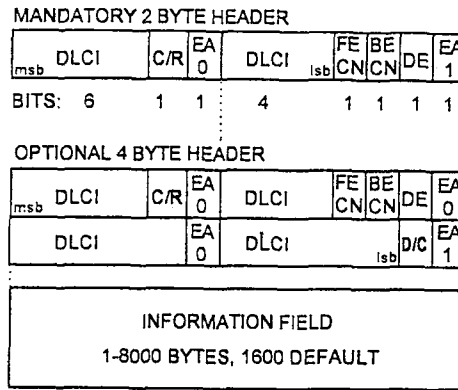 MANDATORY 2 BYTE HEADER
msb DLCI C/R EA 0 DLCI lsb FE CN BE CN DE EA 1
BITS: 6 1 1 4 1 1 1 1
OPTIONAL 4 BYTE HEADER
msb DLCI C/R EA 0 DLCI FE CN BE CN DE EA 0
DLCI EA 0 DLCI lsb D/C EA 1
INFORMATION FIELD
1-8000 BYTES, 1600 DEFAULT